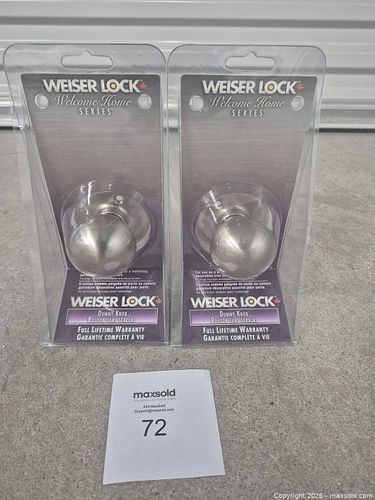 WEISER LOCK
Welcome Home
SERIES
WEISER LOCK
Welcome Home
SERIES
WEISER LOCK
DUMMY KNOB
FULL LIFETIME WARRANTY
GARANTIE COMPLÈTE À VIE
WEISER LOCK
DUMMY KNOB
FULL LIFETIME WARRANTY
GARANTIE COMPLÈTE À VIE
maxsold
Support@maxsold.com
72
Copyright 2026 - maxsold.com